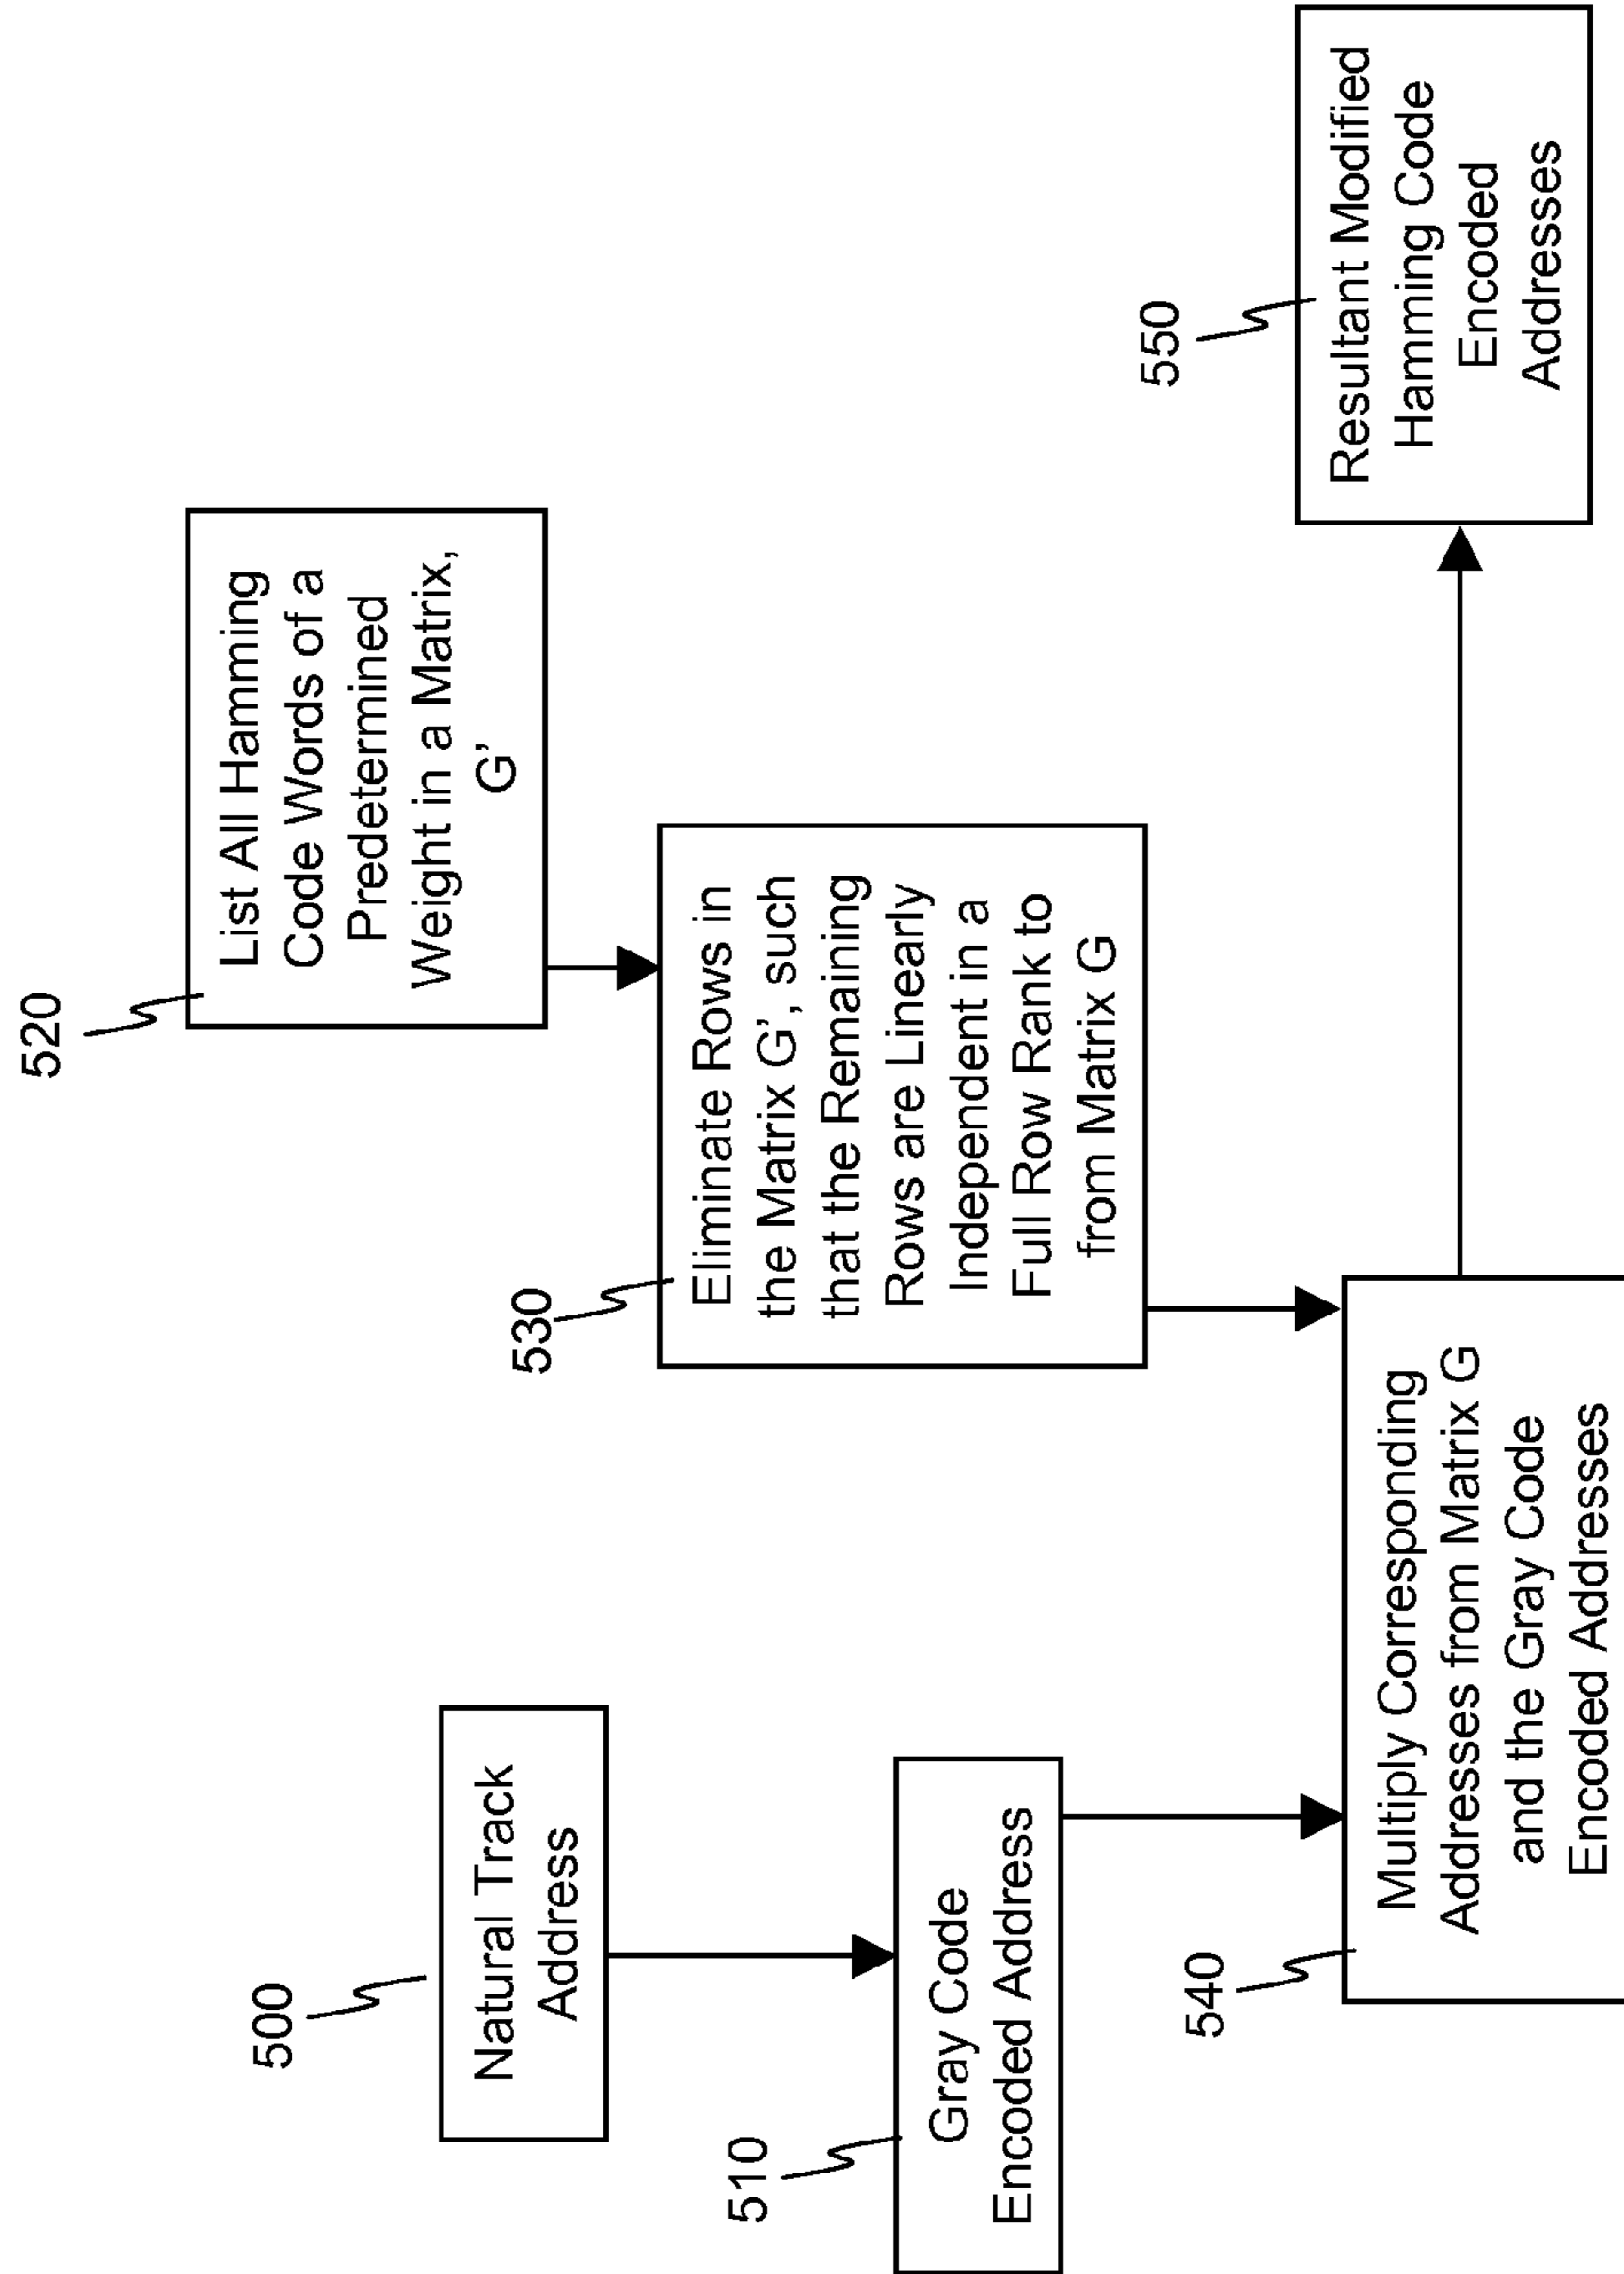 500
Natural Track
Address
510
Gray Code
Encoded Address
520
List All Hamming
Code Words of a
Predetermined
Weight in a Matrix,
G’
530
Eliminate Rows in
the Matrix G’, such
that the Remaining
Rows are Linearly
Independent in a
Full Row Rank to
from Matrix G
540
Multiply Corresponding
Addresses from Matrix G
and the Gray Code
Encoded Addresses
550
Resultant Modified
Hamming Code
Encoded
Addresses